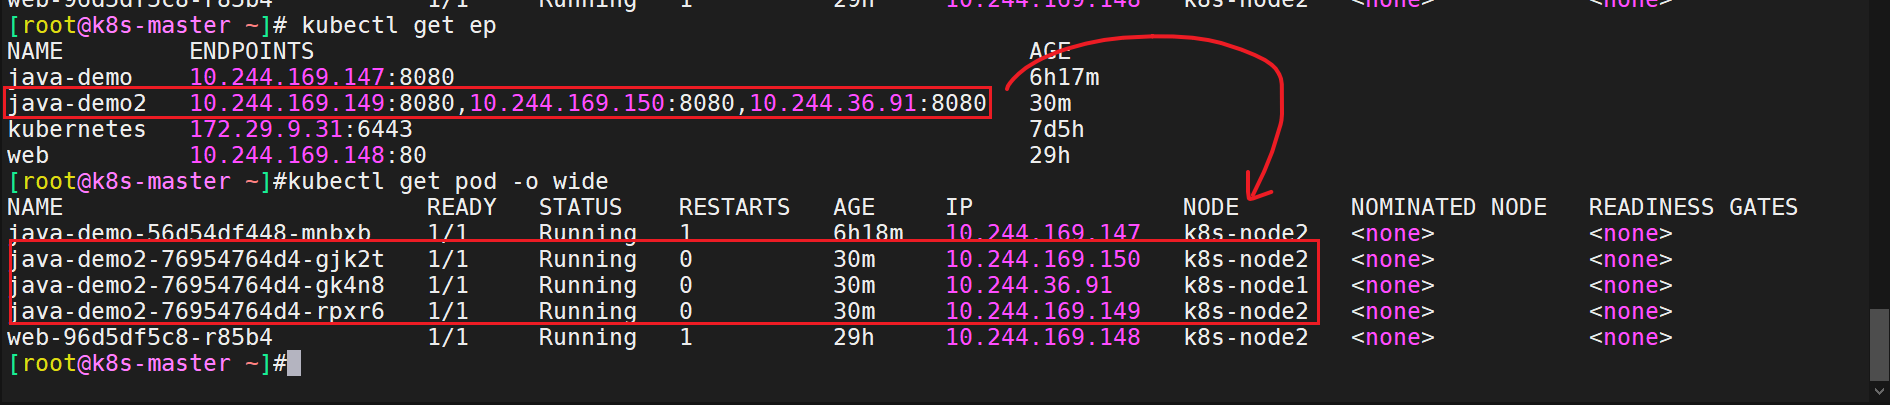 web-96d5df5c8-r85b4 1/1 Running 1 29h 10.244.169.148 k8s-node2 <none> <none>
[root@k8s-master ~]# kubectl get ep
NAME ENDPOINTS AGE
java-demo 10.244.169.147:8080 6h17m
java-demo2 10.244.169.149:8080,10.244.169.150:8080,10.244.36.91:8080 30m
kubernetes 172.29.9.31:6443 7d5h
web 10.244.169.148:80 29h
[root@k8s-master ~]#kubectl get pod -o wide
NAME READY STATUS RESTARTS AGE IP NODE NOMINATED NODE READINESS GATES
java-demo-56d54df448-mnbxb 1/1 Running 1 6h18m 10.244.169.147 k8s-node2 <none> <none>
java-demo2-76954764d4-gjk2t 1/1 Running 0 30m 10.244.169.150 k8s-node2 <none> <none>
java-demo2-76954764d4-gk4n8 1/1 Running 0 30m 10.244.36.91 k8s-node1 <none> <none>
java-demo2-76954764d4-rpxr6 1/1 Running 0 30m 10.244.169.149 k8s-node2 <none> <none>
web-96d5df5c8-r85b4 1/1 Running 1 29h 10.244.169.148 k8s-node2 <none> <none>
[root@k8s-master ~]#